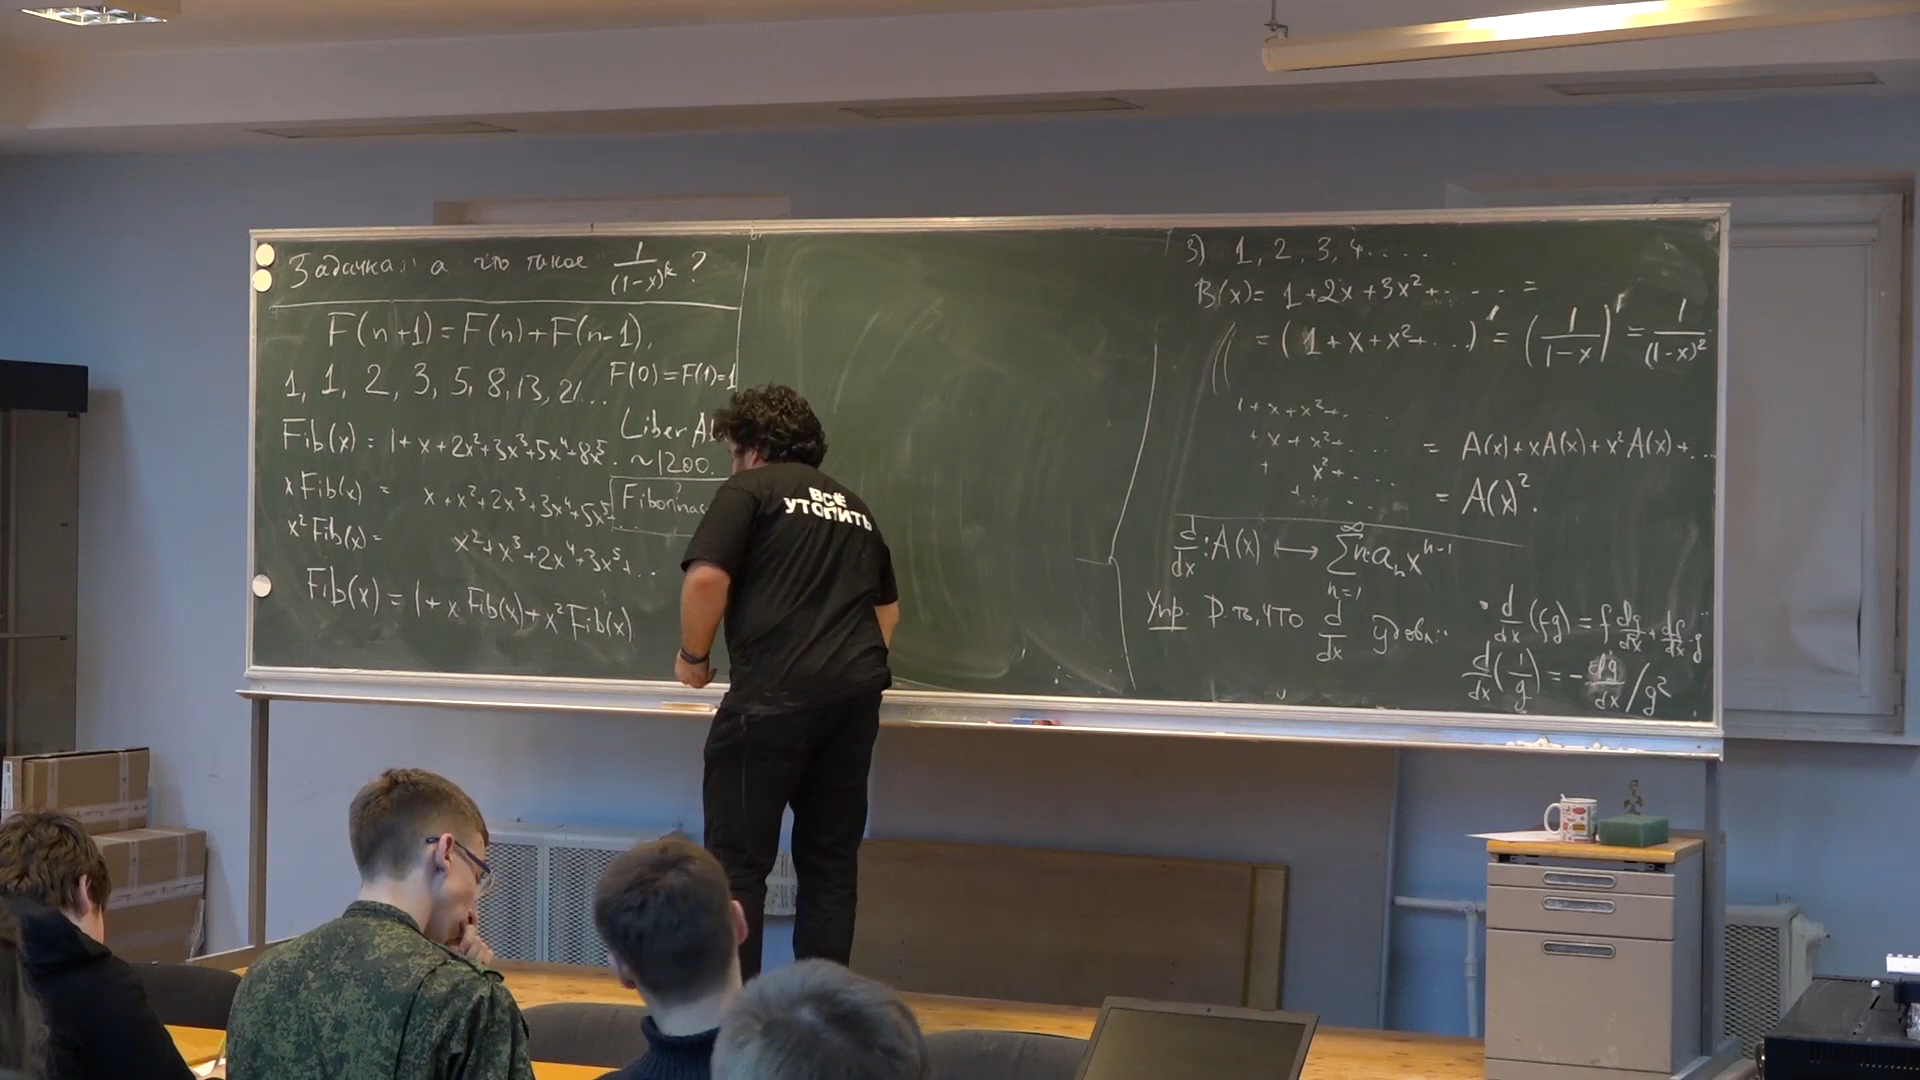 Задачка: а что такое 1/(1-x)^k ?
F(n+1) = F(n) + F(n-1),
1, 1, 2, 3, 5, 8, 13, 21...
F(0) = F(1) = 1
Fib(x) = 1 + x + 2x² + 3x³ + 5x⁴ + 8x⁵.
Liber
~1200.
x Fib(x) = x + x² + 2x³ + 3x⁴ + 5x⁵ + ...
x² Fib(x) = x² + x³ + 2x⁴ + 3x⁵ + ...
Fib(x) = 1 + x Fib(x) + x² Fib(x)
ВСЁ
УТОПИТЬ
3) 1, 2, 3, 4.....
B(x) = 1 + 2x + 3x² + ..... =
= (1 + x + x² + ...)' = (1/(1-x))' = 1/(1-x)²
1 + x + x² + ....
+ x + x² + .... = A(x) + xA(x) + x²A(x) + ...
+ x² + ....
+ .... = A(x)².
d/dx : A(x) ⟼ ∑_{n=1}^∞ n·aₙxⁿ⁻¹
Упр. Д-ть, что d/dx удовл.:
• d/dx (fg) = f dg/dx + df/dx · g
d/dx (1/g) = - dg/dx / g²